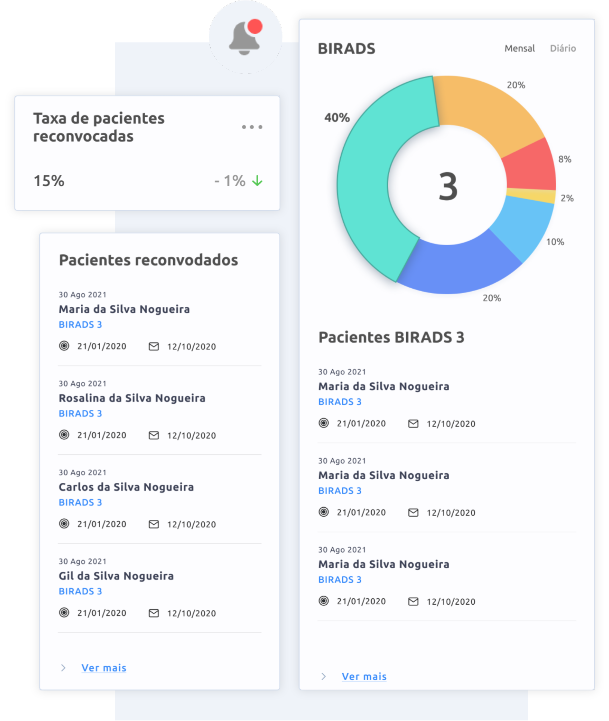 Taxa de pacientes
reconvocadas
15%
- 1%
Pacientes reconvodados
30 Ago 2021
Maria da Silva Nogueira
BIRADS 3
21/01/2020 12/10/2020
30 Ago 2021
Rosalina da Silva Nogueira
BIRADS 3
21/01/2020 12/10/2020
30 Ago 2021
Carlos da Silva Nogueira
BIRADS 3
21/01/2020 12/10/2020
30 Ago 2021
Gil da Silva Nogueira
BIRADS 3
21/01/2020 12/10/2020
Ver mais
BIRADS
Mensal Diário
20%
40%
8%
3
2%
10%
20%
Pacientes BIRADS 3
30 Ago 2021
Maria da Silva Nogueira
BIRADS 3
21/01/2020 12/10/2020
30 Ago 2021
Maria da Silva Nogueira
BIRADS 3
21/01/2020 12/10/2020
30 Ago 2021
Maria da Silva Nogueira
BIRADS 3
21/01/2020 12/10/2020
Ver mais